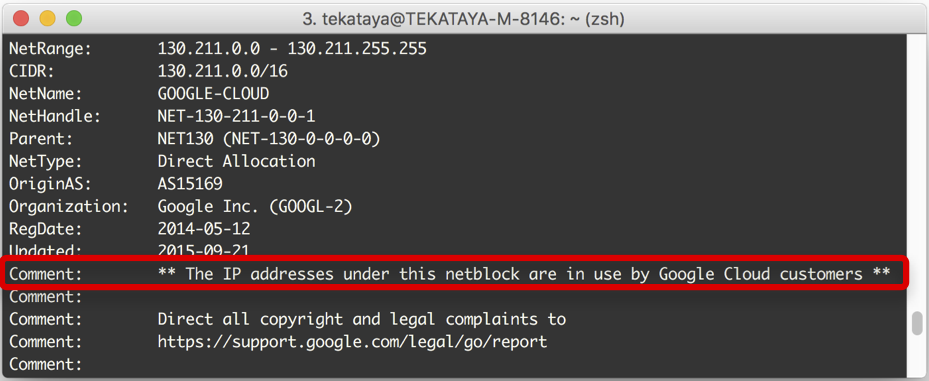 3. tekataya@TEKATAYA-M-8146: ~ (zsh)
NetRange: 130.211.0.0 - 130.211.255.255
CIDR: 130.211.0.0/16
NetName: GOOGLE-CLOUD
NetHandle: NET-130-211-0-0-1
Parent: NET130 (NET-130-0-0-0-0)
NetType: Direct Allocation
OriginAS: AS15169
Organization: Google Inc. (GOOGL-2)
RegDate: 2014-05-12
Updated: 2015-09-21
Comment: ** The IP addresses under this netblock are in use by Google Cloud customers **
Comment:
Comment: Direct all copyright and legal complaints to
Comment: https://support.google.com/legal/go/report
Comment: